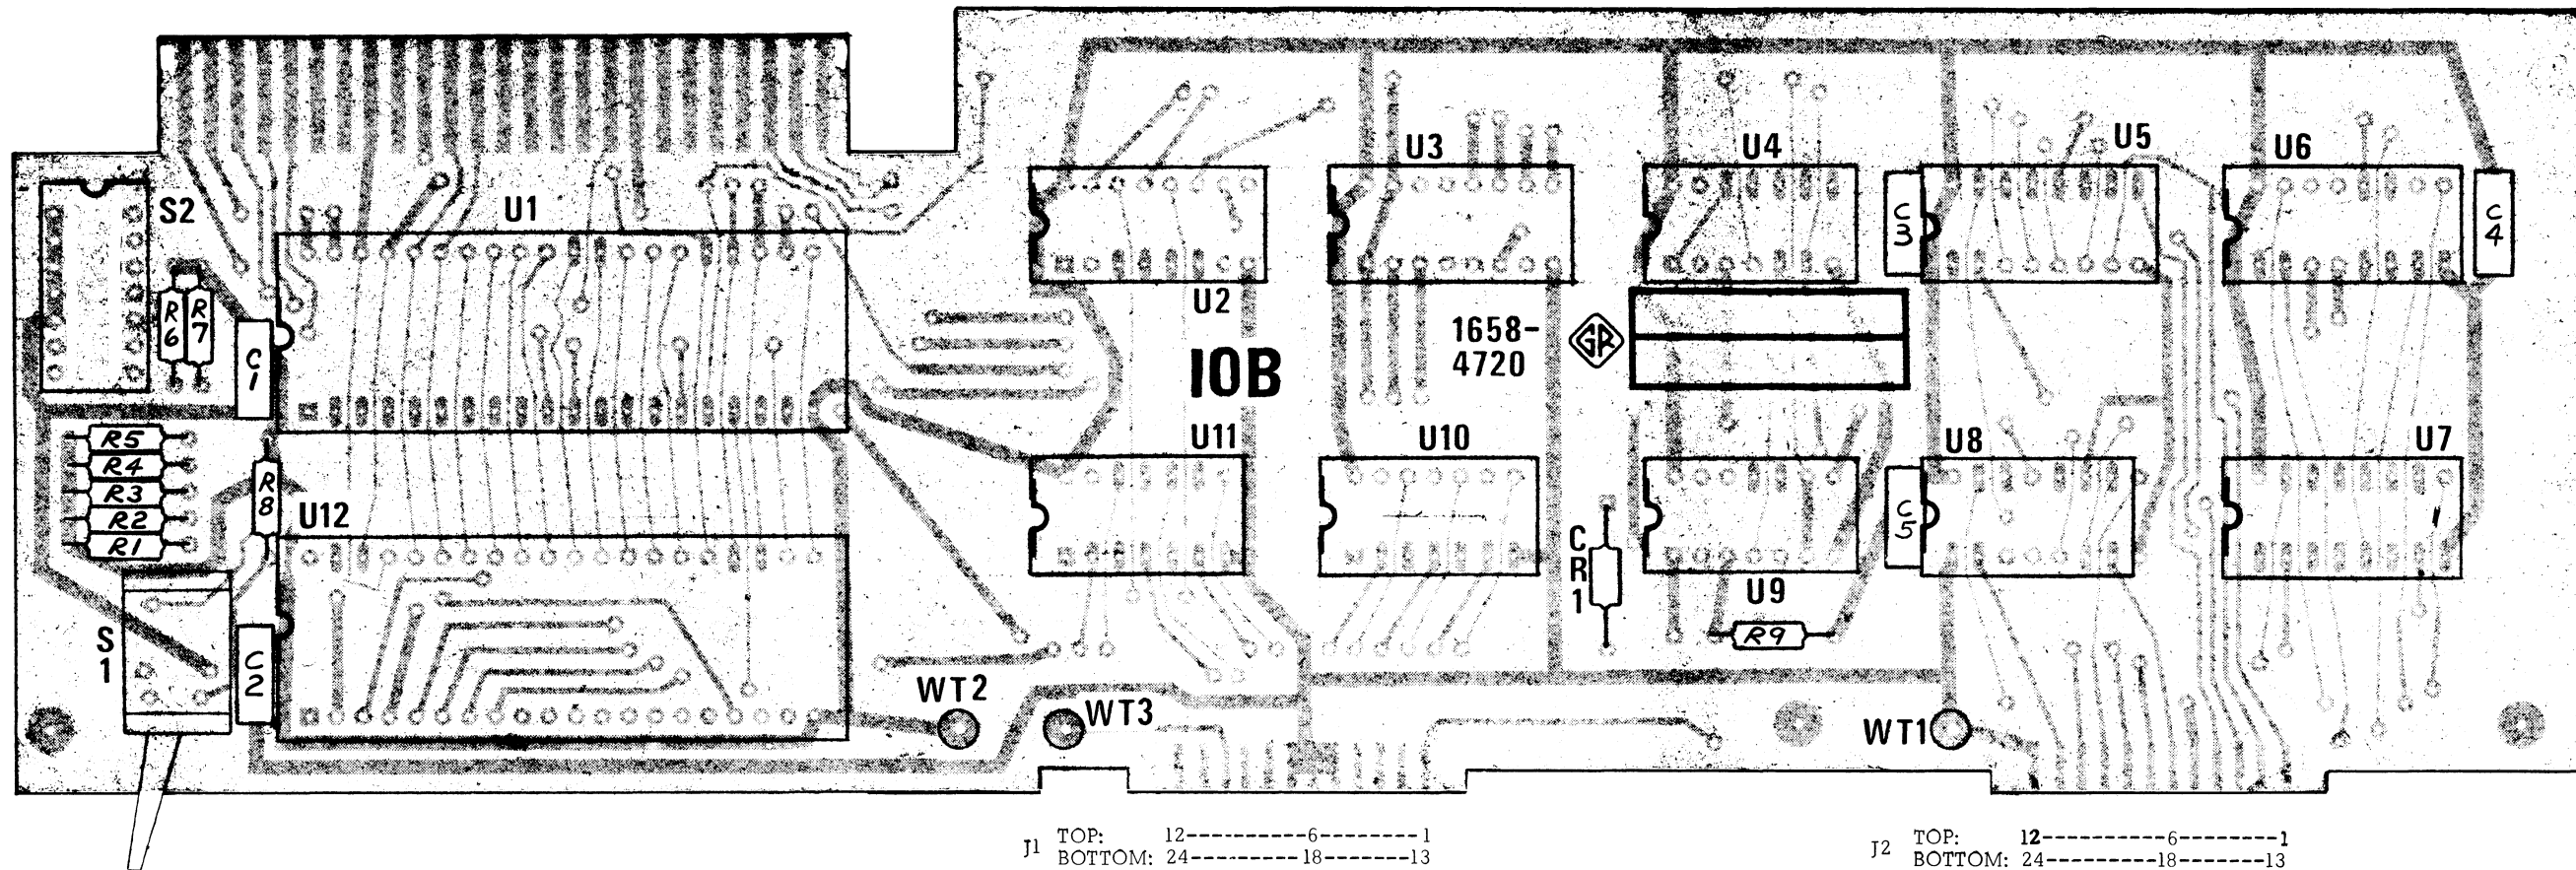 U3
U4
U5
U6
S2
U1
C3
C4
R6
R7
C1
U2
1658-
4720
GR
IOB
R5
R4
R3
R2
R1
R8
U12
U11
U10
U8
U7
C5
CR1
U9
R9
S1
C2
WT2
WT3
WT1
J1 TOP: 12----------6--------1
BOTTOM: 24---------18-------13
J2 TOP: 12----------6--------1
BOTTOM: 24---------18-------13